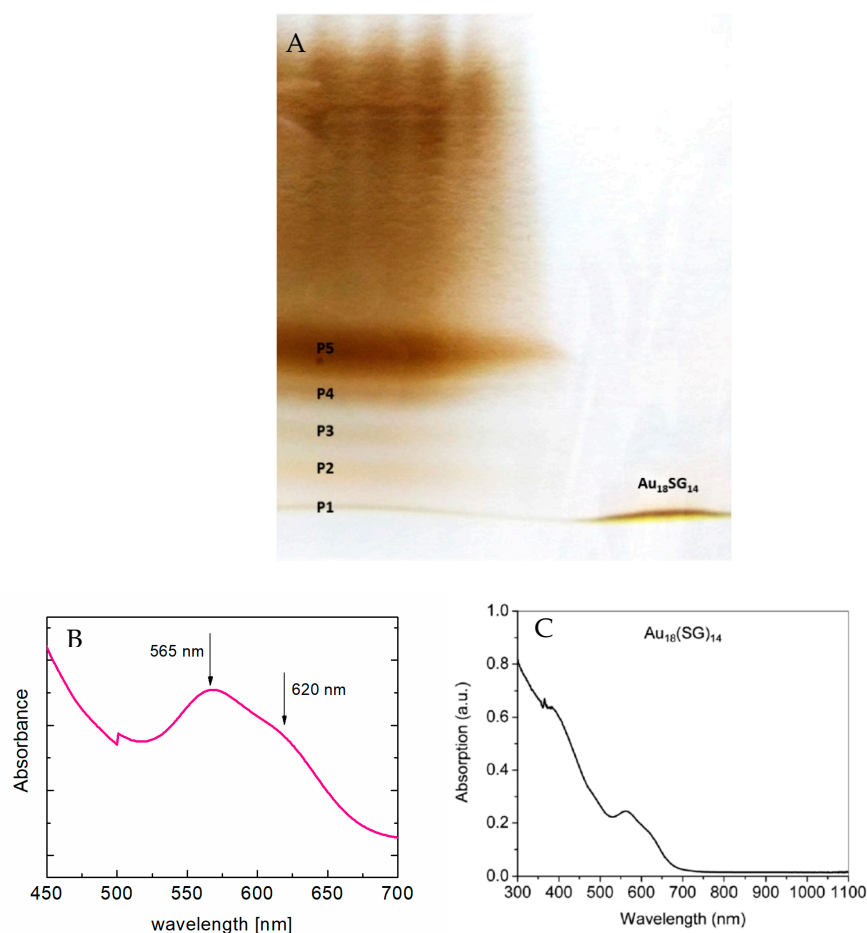 A
P5
P4
P3
P2
Au₁₈SG₁₄
P1
B
565 nm
620 nm
Absorbance
450 500 550 600 650 700
wavelength [nm]
C
Au₁₈(SG)₁₄
1.0
0.8
0.6
0.4
0.2
0.0
Absorption (a.u.)
300 400 500 600 700 800 900 1000 1100
Wavelength (nm)